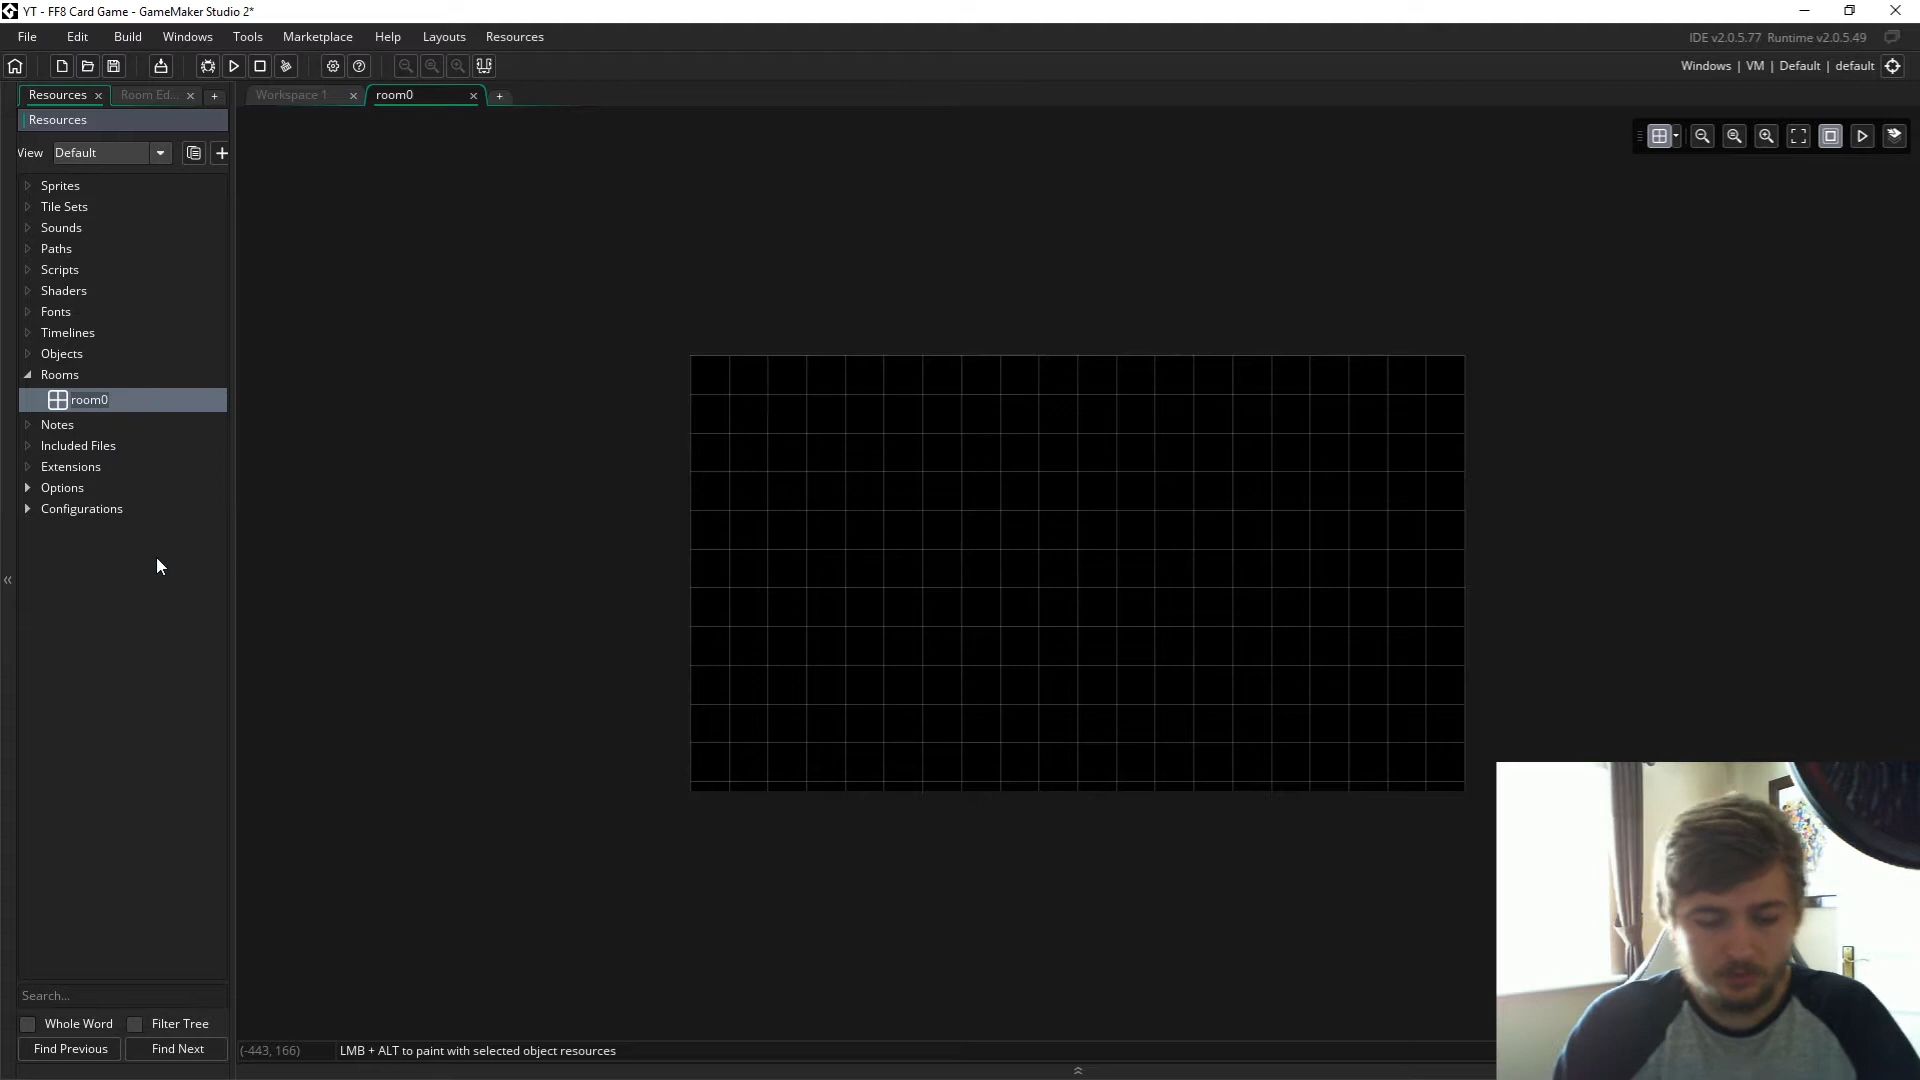 YT - FF8 Card Game - GameMaker Studio 2*
File Edit Build Windows Tools Marketplace Help Layouts Resources
IDE v2.0.5.77 Runtime v2.0.5.49
Windows | VM | Default | default
Resources Room Ed... Workspace 1 room0
Resources
View Default
Sprites
Tile Sets
Sounds
Paths
Scripts
Shaders
Fonts
Timelines
Objects
Rooms
room0
Notes
Included Files
Extensions
Options
Configurations
Search...
Whole Word Filter Tree
Find Previous Find Next
(-443, 166) LMB + ALT to paint with selected object resources